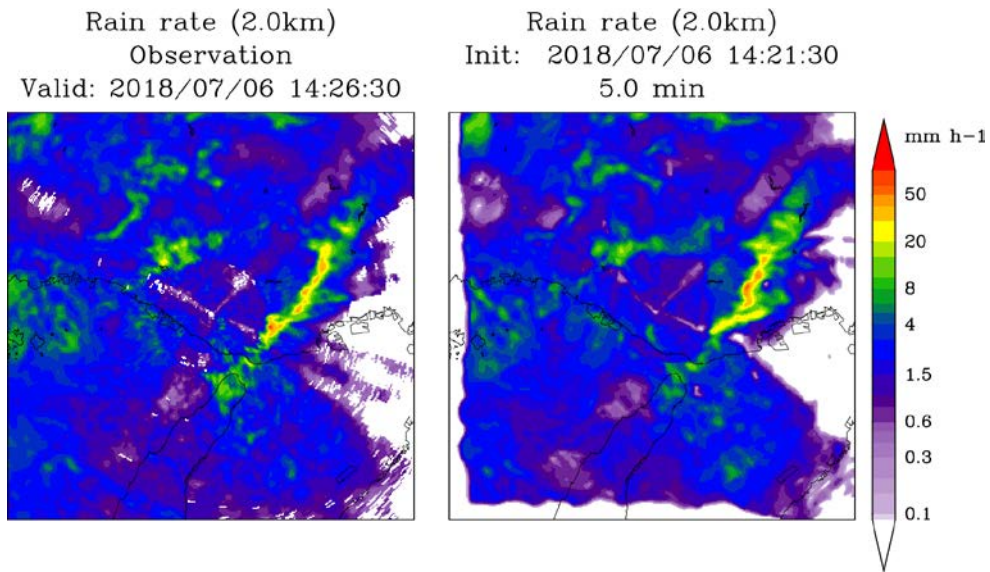 Rain rate (2.0km)
Observation
Valid: 2018/07/06 14:26:30
Rain rate (2.0km)
Init: 2018/07/06 14:21:30
5.0 min
mm h-1
50
20
8
4
1.5
0.6
0.3
0.1